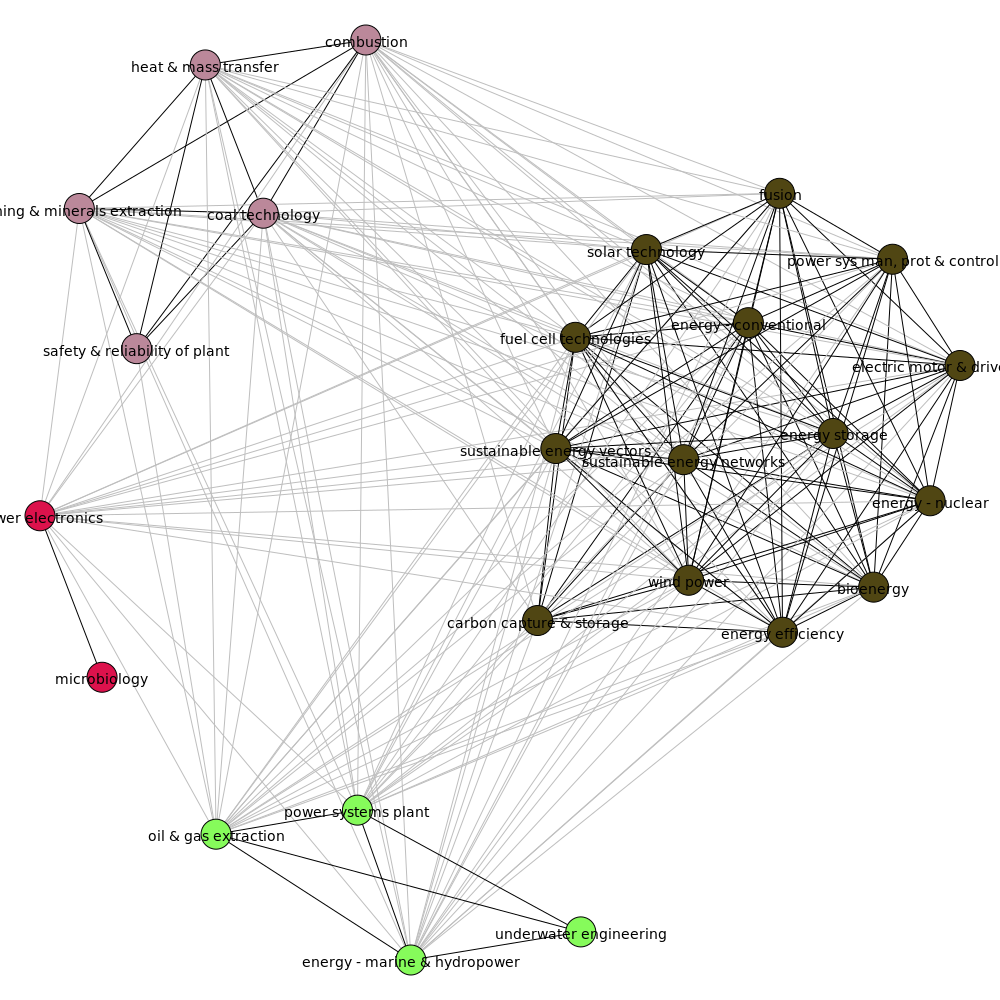 combustion
heat & mass transfer
fusion
ning & minerals extraction
coal technology
solar technology
power sys man, prot & control
energy - conventional
fuel cell technologies
safety & reliability of plant
electric motor & drive
energy storage
sustainable energy vectors
sustainable energy networks
energy - nuclear
wer electronics
wind power
bioenergy
carbon capture & storage
energy efficiency
microbiology
power systems plant
oil & gas extraction
underwater engineering
energy - marine & hydropower